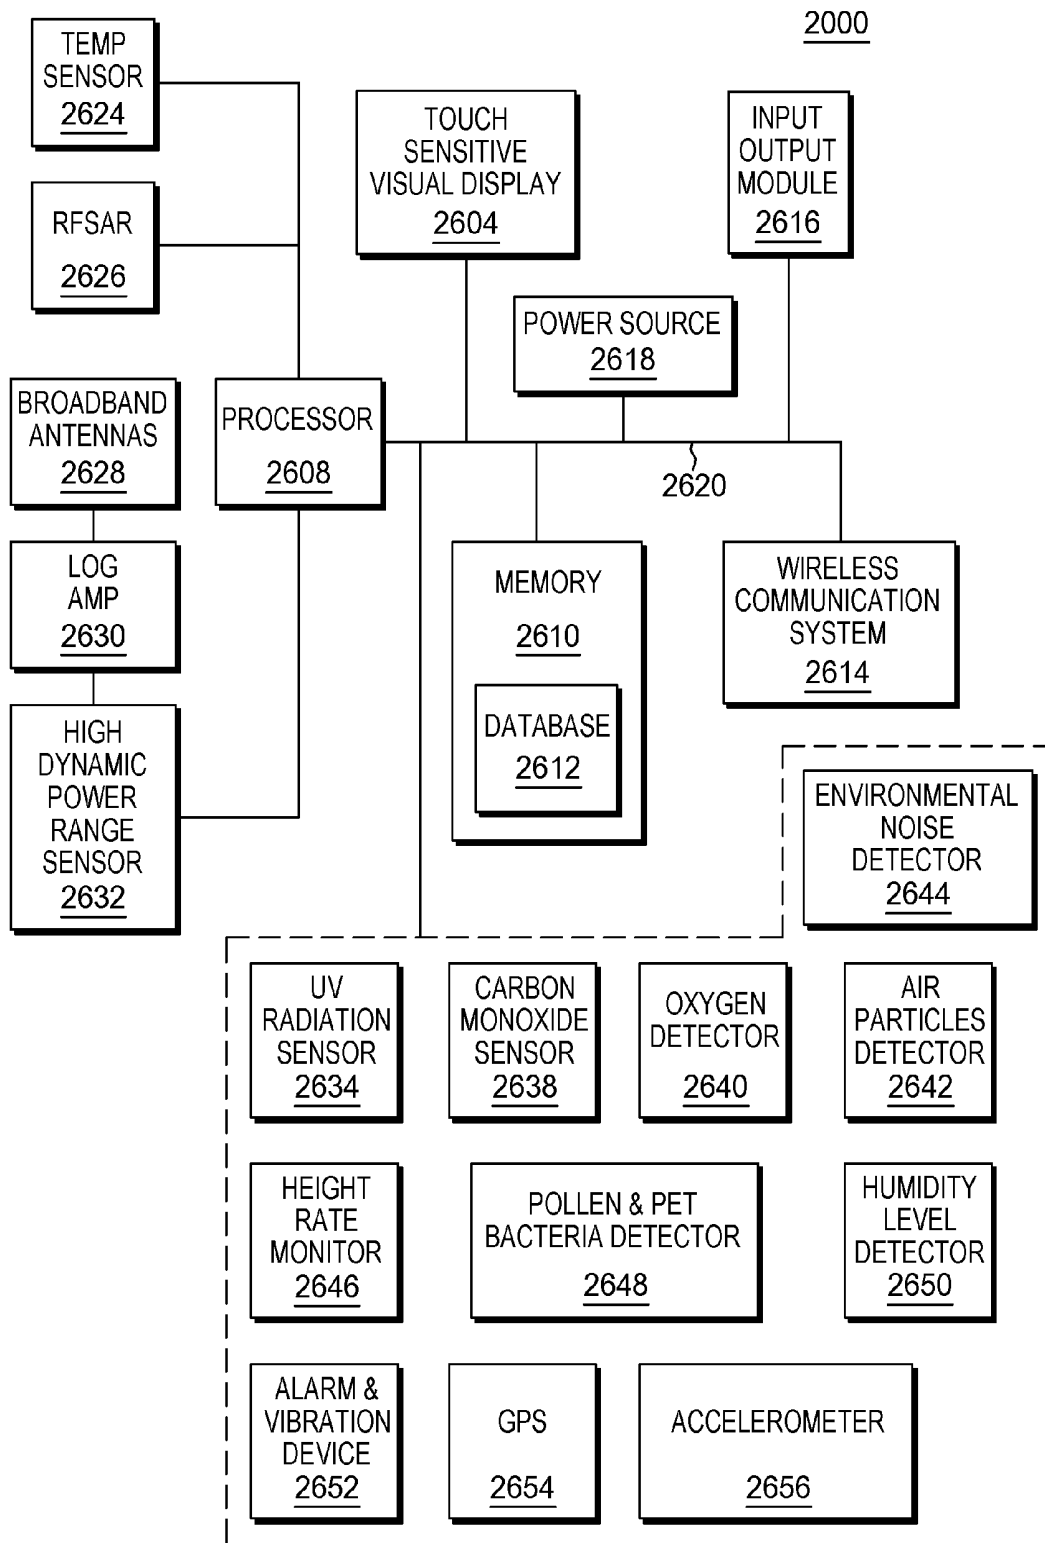 2000
TEMP
SENSOR
2624
TOUCH
SENSITIVE
VISUAL DISPLAY
2604
INPUT
OUTPUT
MODULE
2616
RFSAR
2626
POWER SOURCE
2618
BROADBAND
ANTENNAS
2628
PROCESSOR
2608
2620
LOG
AMP
2630
MEMORY
2610
DATABASE
2612
WIRELESS
COMMUNICATION
SYSTEM
2614
HIGH
DYNAMIC
POWER
RANGE
SENSOR
2632
ENVIRONMENTAL
NOISE
DETECTOR
2644
UV
RADIATION
SENSOR
2634
CARBON
MONOXIDE
SENSOR
2638
OXYGEN
DETECTOR
2640
AIR
PARTICLES
DETECTOR
2642
HEIGHT
RATE
MONITOR
2646
POLLEN & PET
BACTERIA DETECTOR
2648
HUMIDITY
LEVEL
DETECTOR
2650
ALARM &
VIBRATION
DEVICE
2652
GPS
2654
ACCELEROMETER
2656